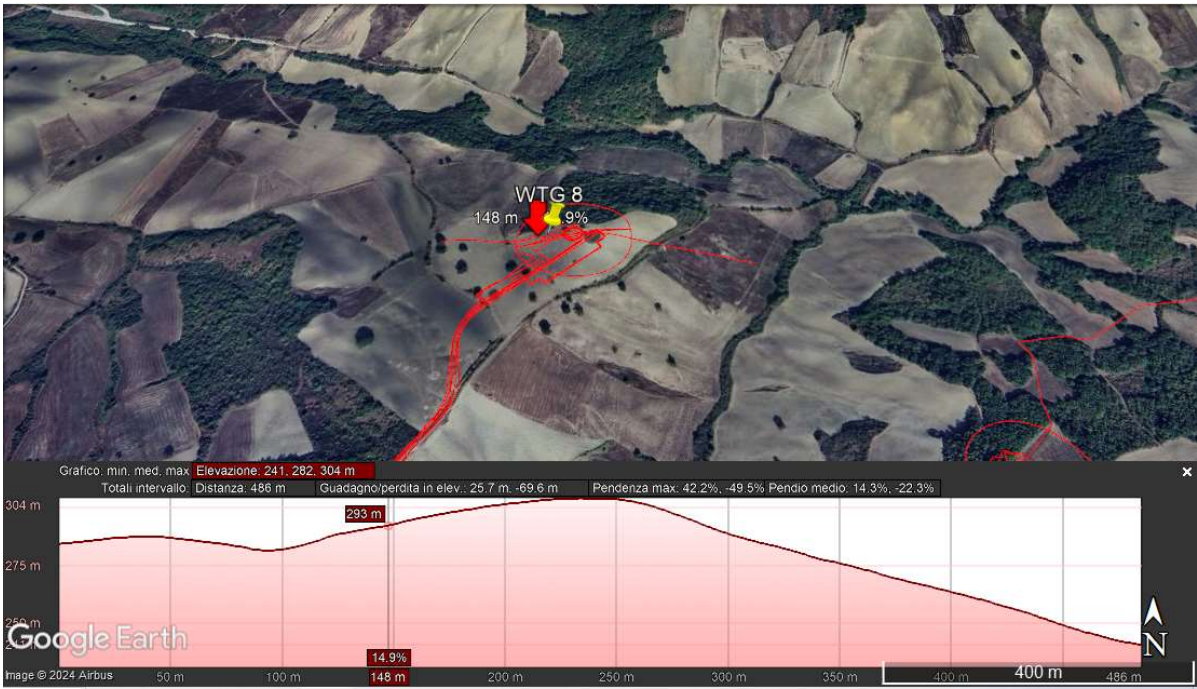 WTG 8
148 m 9%
Grafico: min. med. max Elevazione: 241, 282, 304 m
Totali intervallo: Distanza: 486 m Guadagno/perdita in elev.: 25.7 m. -69.6 m Pendenza max: 42.2%, -49.5% Pendio medio: 14.3%, -22.3%
304 m
293 m
275 m
250 m
Google Earth
N
14.9%
Image © 2024 Airbus 50 m 100 m 148 m 200 m 250 m 300 m 350 m 400 m 486 m
400 m